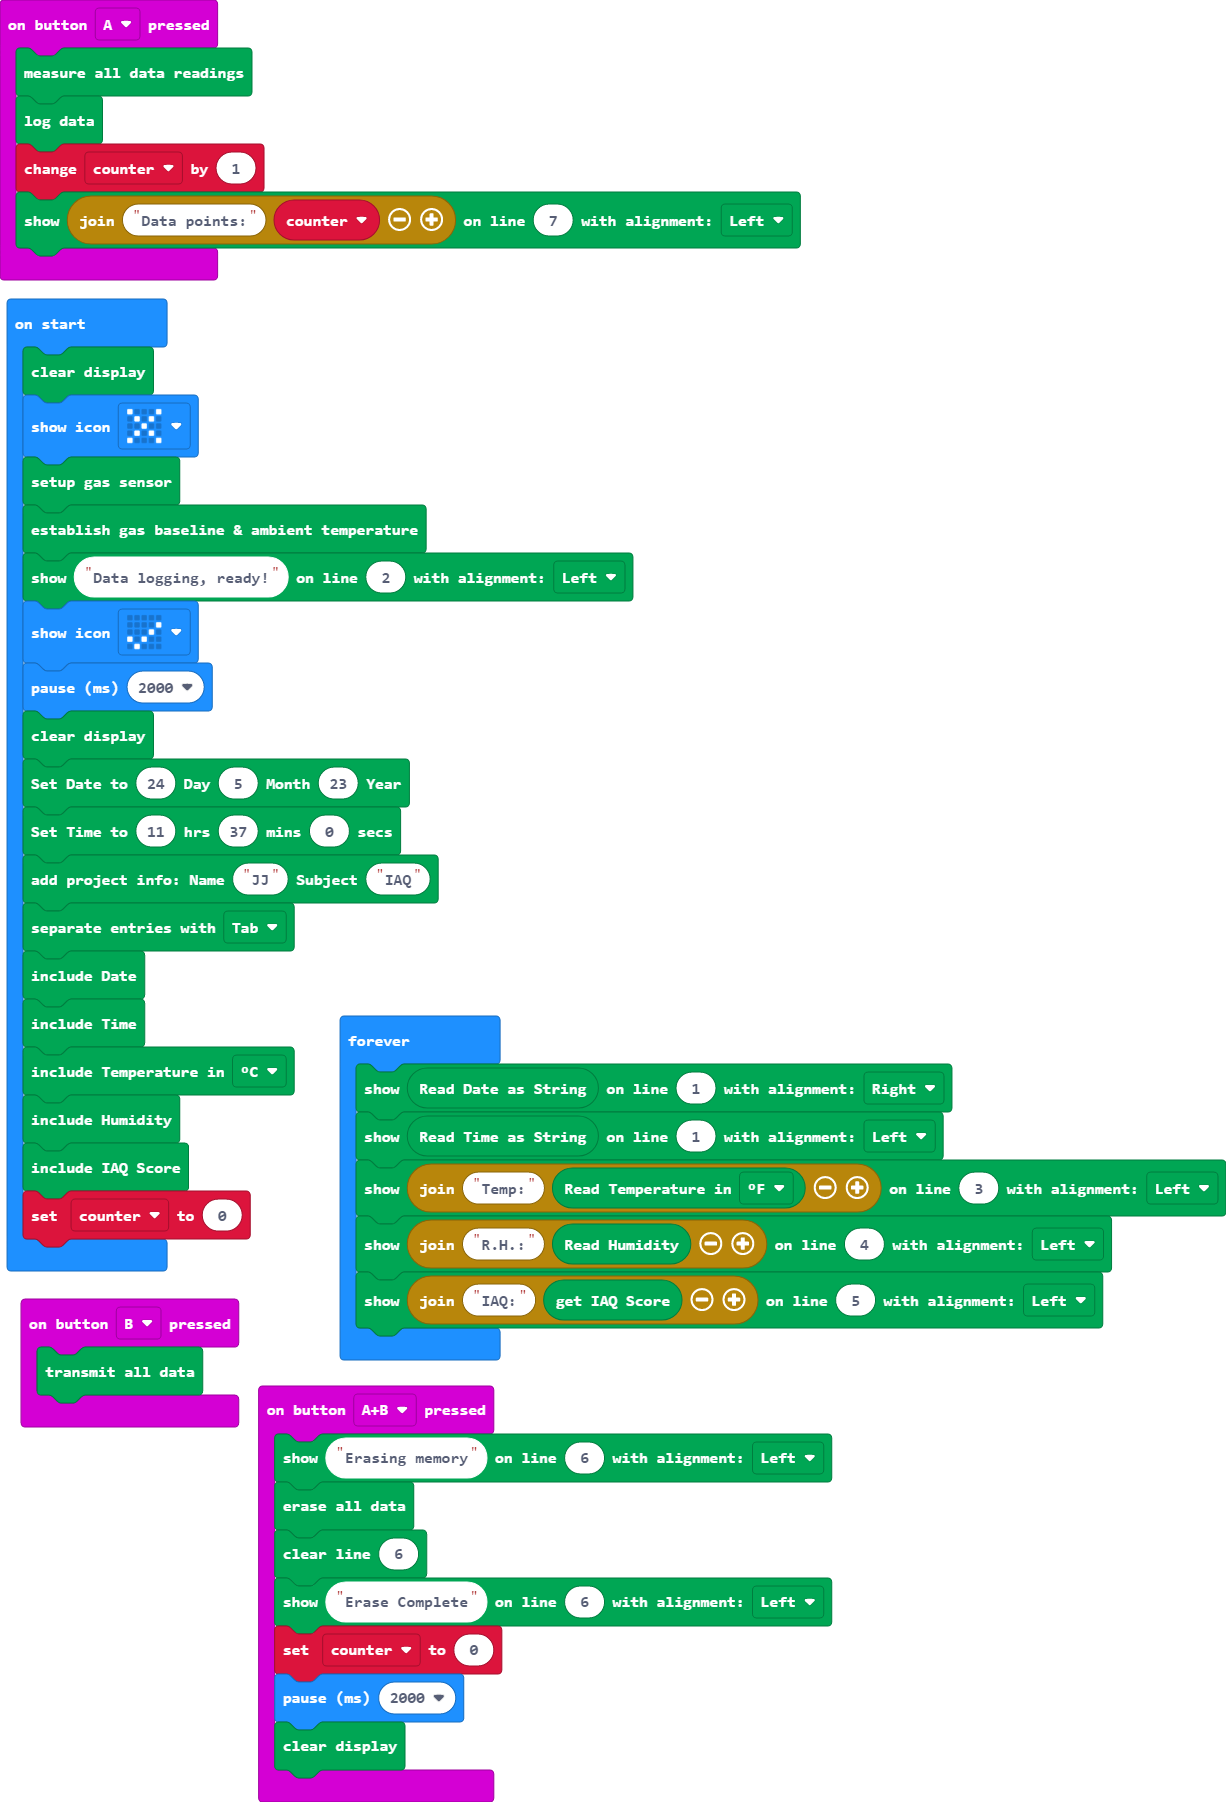 on button A pressed
measure all data readings
log data
change counter by 1
show join "Data points:" counter on line 7 with alignment: Left
on start
clear display
show icon
setup gas sensor
establish gas baseline & ambient temperature
show "Data logging, ready!" on line 2 with alignment: Left
show icon
pause (ms) 2000
clear display
Set Date to 24 Day 5 Month 23 Year
Set Time to 11 hrs 37 mins 0 secs
add project info: Name "JJ" Subject "IAQ"
separate entries with Tab
include Date
include Time
include Temperature in ºC
include Humidity
include IAQ Score
set counter to 0
forever
show Read Date as String on line 1 with alignment: Right
show Read Time as String on line 1 with alignment: Left
show join "Temp:" Read Temperature in ºF on line 3 with alignment: Left
show join "R.H.:" Read Humidity on line 4 with alignment: Left
show join "IAQ:" get IAQ Score on line 5 with alignment: Left
on button B pressed
transmit all data
on button A+B pressed
show "Erasing memory" on line 6 with alignment: Left
erase all data
clear line 6
show "Erase Complete" on line 6 with alignment: Left
set counter to 0
pause (ms) 2000
clear display